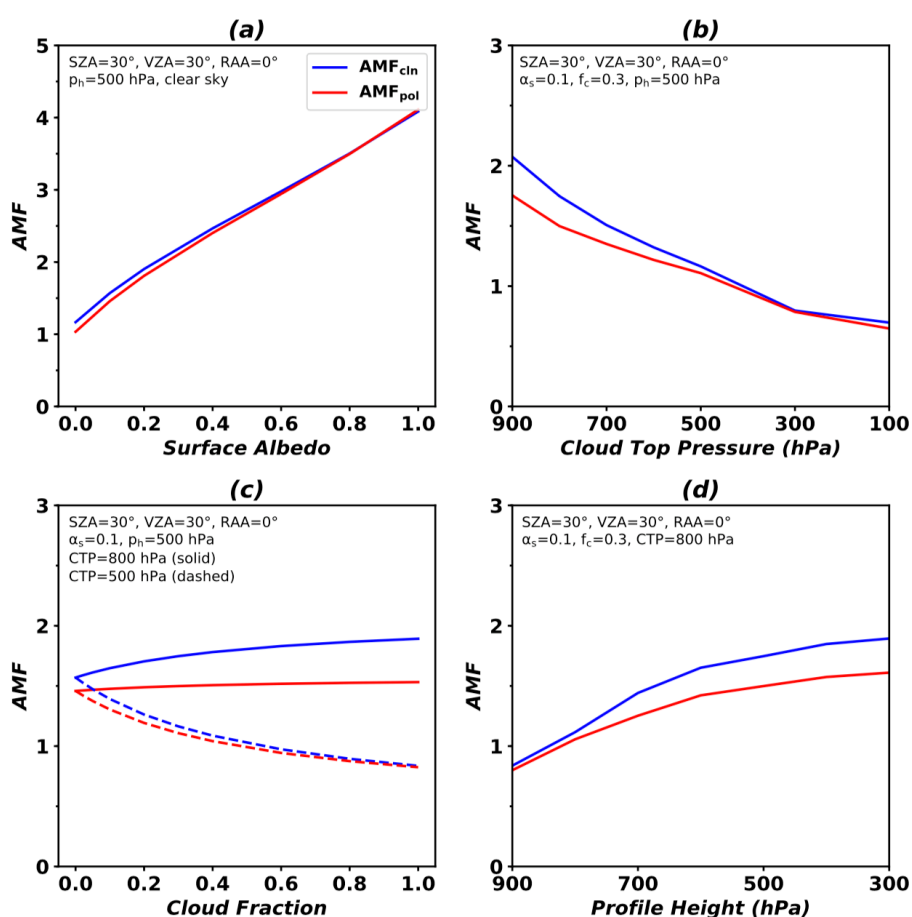 (a)
SZA=30°, VZA=30°, RAA=0°
pₕ=500 hPa, clear sky
AMF_cln
AMF_pol
5
4
3
2
1
0
AMF
0.0 0.2 0.4 0.6 0.8 1.0
Surface Albedo
(b)
SZA=30°, VZA=30°, RAA=0°
αₛ=0.1, f_c=0.3, pₕ=500 hPa
3
2
1
0
AMF
900 700 500 300 100
Cloud Top Pressure (hPa)
(c)
SZA=30°, VZA=30°, RAA=0°
αₛ=0.1, pₕ=500 hPa
CTP=800 hPa (solid)
CTP=500 hPa (dashed)
3
2
1
0
AMF
0.0 0.2 0.4 0.6 0.8 1.0
Cloud Fraction
(d)
SZA=30°, VZA=30°, RAA=0°
αₛ=0.1, f_c=0.3, CTP=800 hPa
3
2
1
0
AMF
900 700 500 300
Profile Height (hPa)